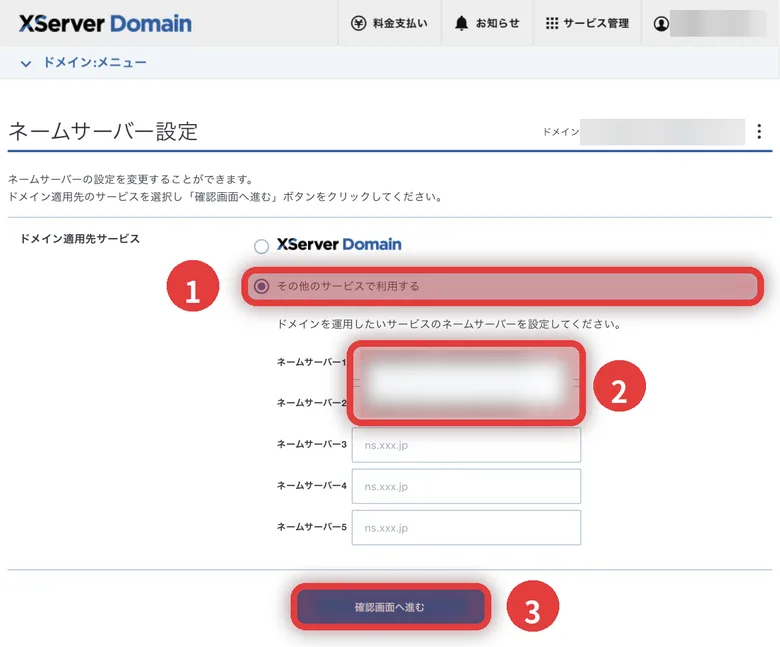 XServer Domain
料金支払い
お知らせ
サービス管理
ドメイン:メニュー
ネームサーバー設定
ドメイン
ネームサーバーの設定を変更することができます。
ドメイン適用先のサービスを選択し「確認画面へ進む」ボタンをクリックしてください。
ドメイン適用先サービス
XServer Domain
1
その他のサービスで利用する
ドメインを運用したいサービスのネームサーバーを設定してください。
ネームサーバー1
2
ネームサーバー2
ネームサーバー3
ns.xxx.jp
ネームサーバー4
ns.xxx.jp
ネームサーバー5
ns.xxx.jp
確認画面へ進む
3